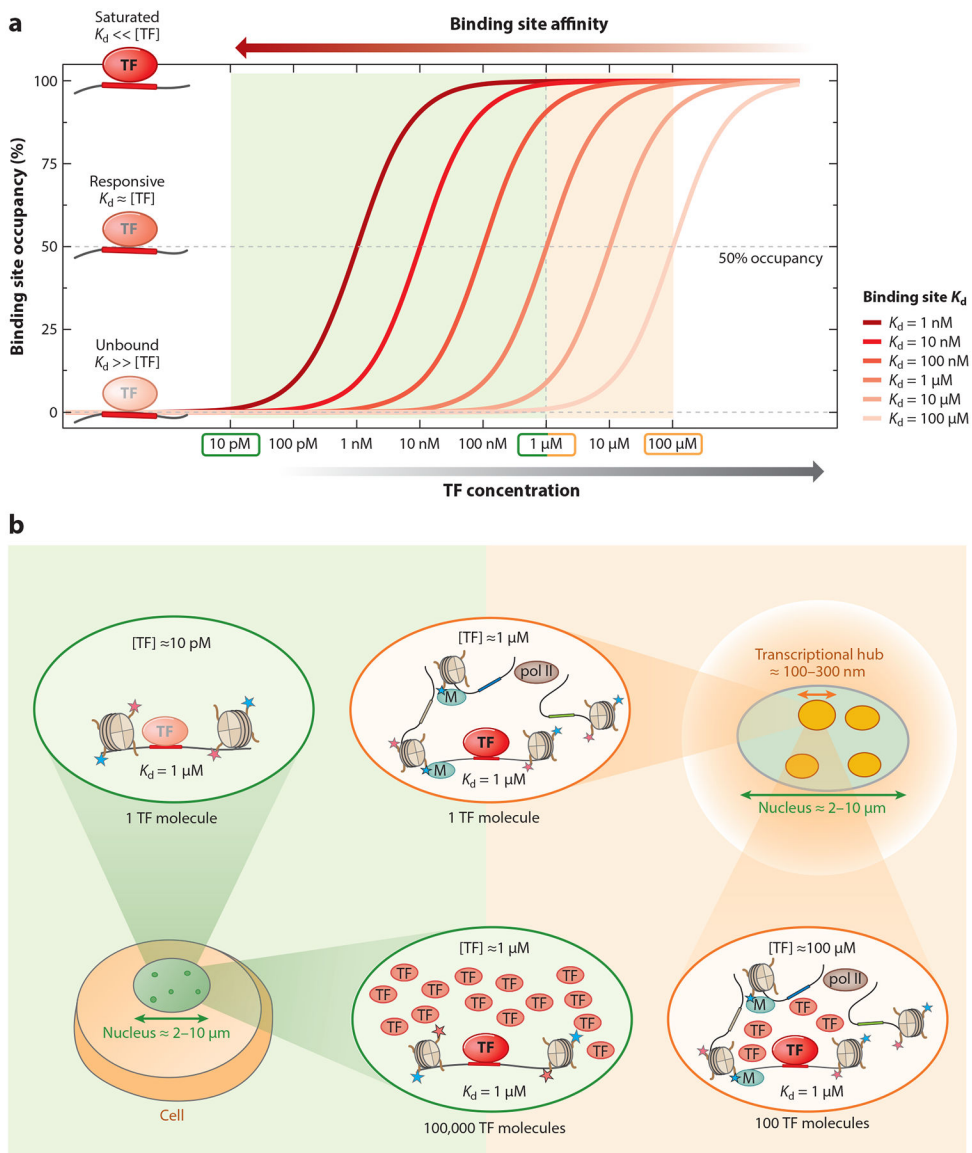 a
Binding site affinity
Saturated
Kd << [TF]
TF
Responsive
Kd ≈ [TF]
TF
Unbound
Kd >> [TF]
TF
Binding site occupancy (%)
100
75
50
25
0
50% occupancy
10 pM 100 pM 1 nM 10 nM 100 nM 1 μM 10 μM 100 μM
TF concentration
Binding site Kd
Kd = 1 nM
Kd = 10 nM
Kd = 100 nM
Kd = 1 μM
Kd = 10 μM
Kd = 100 μM
b
[TF] ≈10 pM
TF
Kd = 1 μM
1 TF molecule
[TF] ≈1 μM
pol II
M
TF
M
Kd = 1 μM
1 TF molecule
Transcriptional hub
≈ 100–300 nm
Nucleus ≈ 2–10 μm
Nucleus ≈ 2–10 μm
Cell
[TF] ≈1 μM
TF TF TF TF TF
TF TF TF TF
TF TF TF TF TF
TF TF
Kd = 1 μM
100,000 TF molecules
[TF] ≈100 μM
pol II
M TF
TF TF
TF TF
M
Kd = 1 μM
100 TF molecules